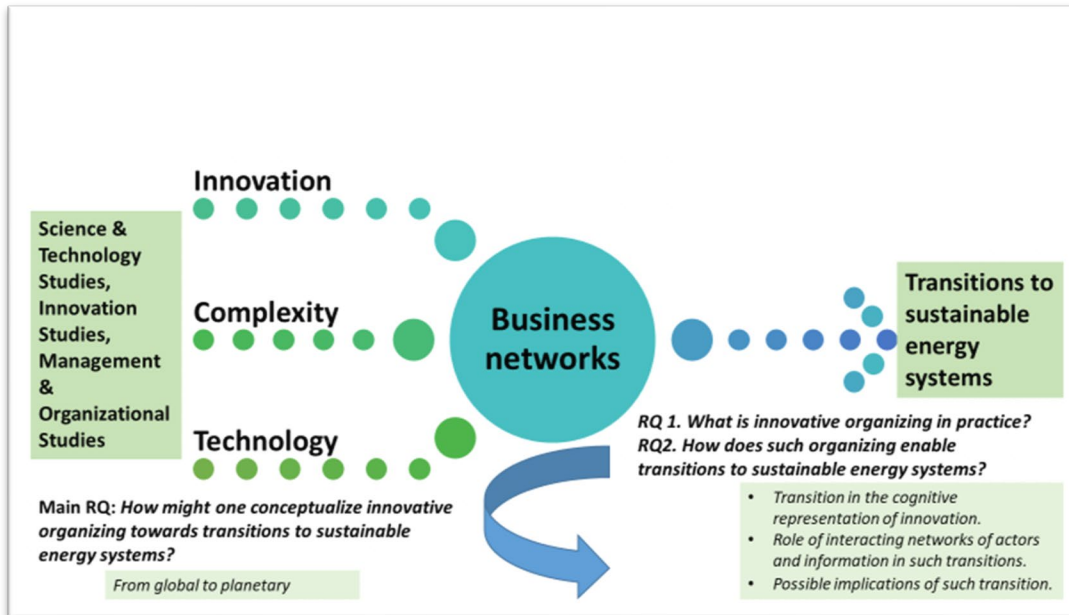 Innovation
Science &
Technology
Studies,
Innovation
Studies,
Management
&
Organizational
Studies
Complexity
Technology
Business
networks
Transitions to
sustainable
energy
systems
Main RQ: How might one conceptualize innovative
organizing towards transitions to sustainable
energy systems?
From global to planetary
RQ 1. What is innovative organizing in practice?
RQ2. How does such organizing enable
transitions to sustainable energy systems?
• Transition in the cognitive
representation of innovation.
• Role of interacting networks of actors
and information in such transitions.
• Possible implications of such transition.